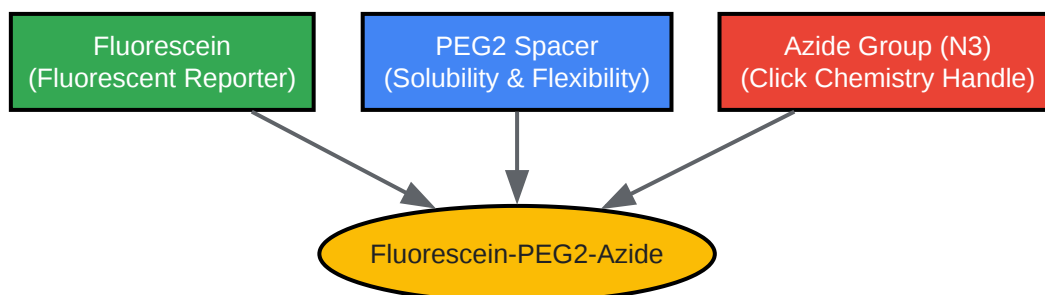 Fluorescein
(Fluorescent Reporter)
PEG2 Spacer
(Solubility & Flexibility)
Azide Group (N3)
(Click Chemistry Handle)
Fluorescein-PEG2-Azide